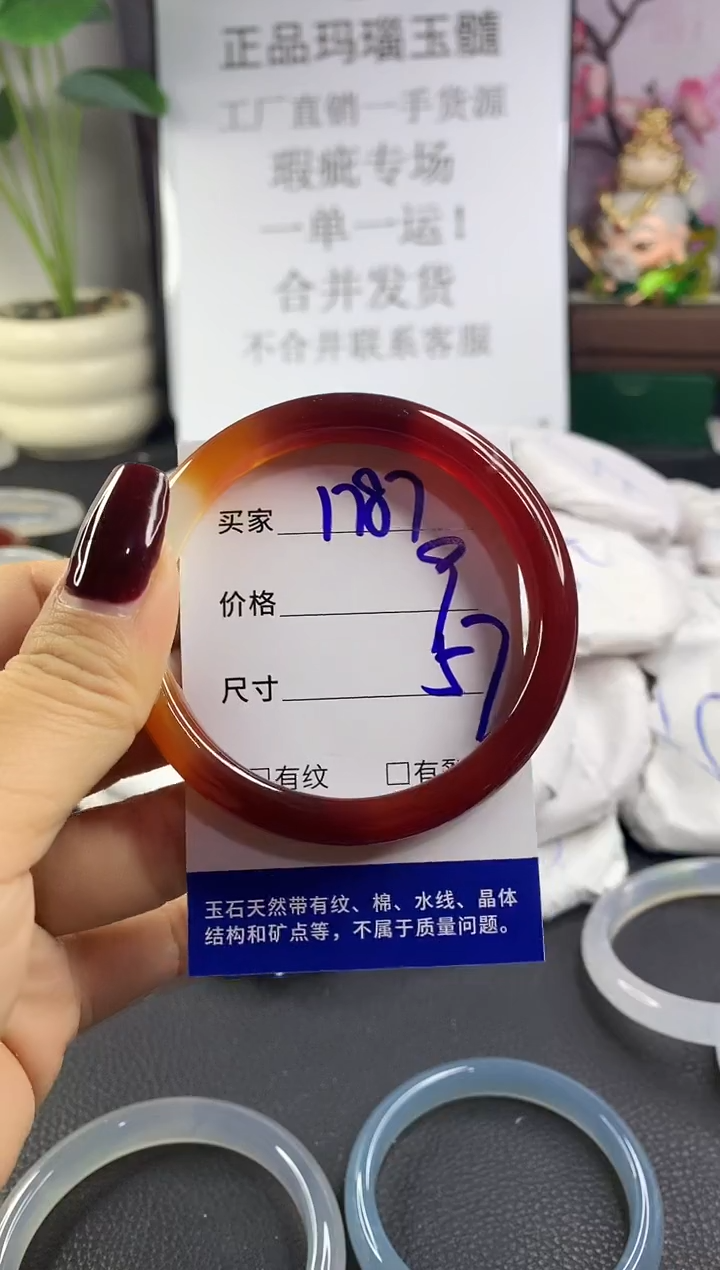 正品玛瑙玉髓
工厂直销一手货源
瑕疵专场
一单一运！
合并发货
不合并联系客服
买家 1787
价格 9
尺寸 57
□有纹 □有裂
玉石天然带有纹、棉、水线、晶体
结构和矿点等，不属于质量问题。